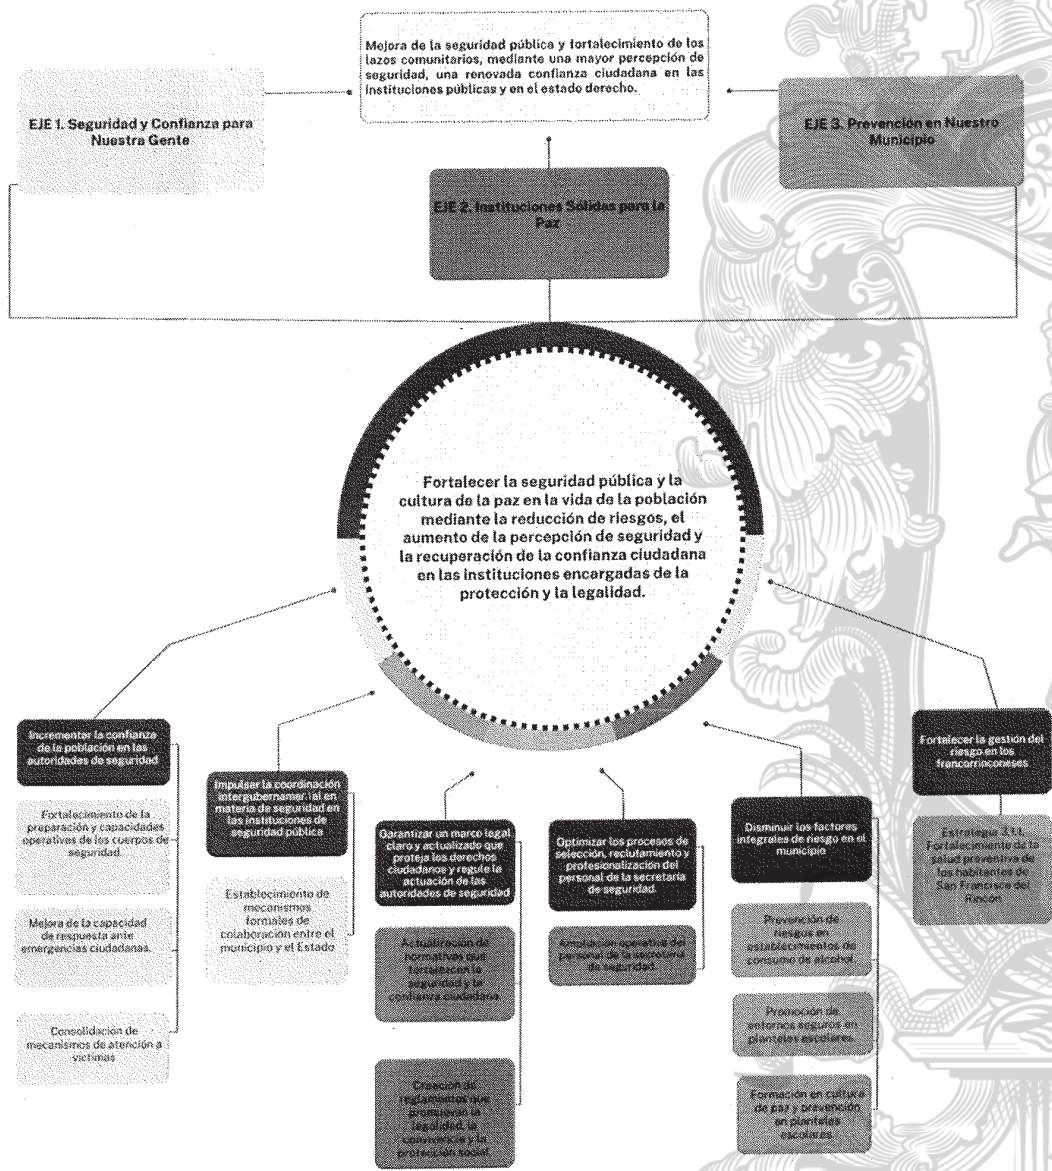 Mejora de la seguridad pública y fortalecimiento de los
lazos comunitarios, mediante una mayor percepción de
seguridad, una renovada confianza ciudadana en las
instituciones públicas y en el estado derecho.
EJE 1. Seguridad y Confianza para
Nuestra Gente
EJE 2. Instituciones Sólidas para la
Paz
EJE 3. Prevención en Nuestro
Municipio
Fortalecer la seguridad pública y la
cultura de la paz en la vida de la población
mediante la reducción de riesgos, el
aumento de la percepción de seguridad y
la recuperación de la confianza ciudadana
en las instituciones encargadas de la
protección y la legalidad.
Incrementar la confianza
de la población en las
autoridades de seguridad
Fortalecimiento de la
preparación y capacidades
operativas de los cuerpos de
seguridad.
Mejora de la capacidad
de respuesta ante
emergencias ciudadanas.
Consolidación de
mecanismos de atención a
víctimas
Impulsar la coordinación
intergubernamental en
materia de seguridad en
las instituciones de
seguridad pública
Establecimiento de
mecanismos
formales de
colaboración entre el
municipio y el Estado
Garantizar un marco legal
claro y actualizado que
proteja los derechos
ciudadanos y regule la
actuación de las
autoridades de seguridad
Actualización de
normativas que
fortalezcan la
seguridad y la
confianza ciudadana.
Creación de
reglamentos que
promuevan la
legalidad, la
convivencia y la
protección social.
Optimizar los procesos de
selección, reclutamiento y
profesionalización del
personal de la secretaría
de seguridad.
Ampliación operativa del
personal de la secretaría
de seguridad.
Disminuir los factores
integrales de riesgo en el
municipio
Prevención de
riesgos en
establecimientos de
consumo de alcohol.
Promoción de
entornos seguros en
planteles escolares.
Formación en cultura
de paz y prevención
en planteles
escolares
Fortalecer la gestión del
riesgo en los
francorrinconeses
Estrategia 3.1.1.
Fortalecimiento de la
salud preventiva de
los habitantes de
San Francisco del
Rincón